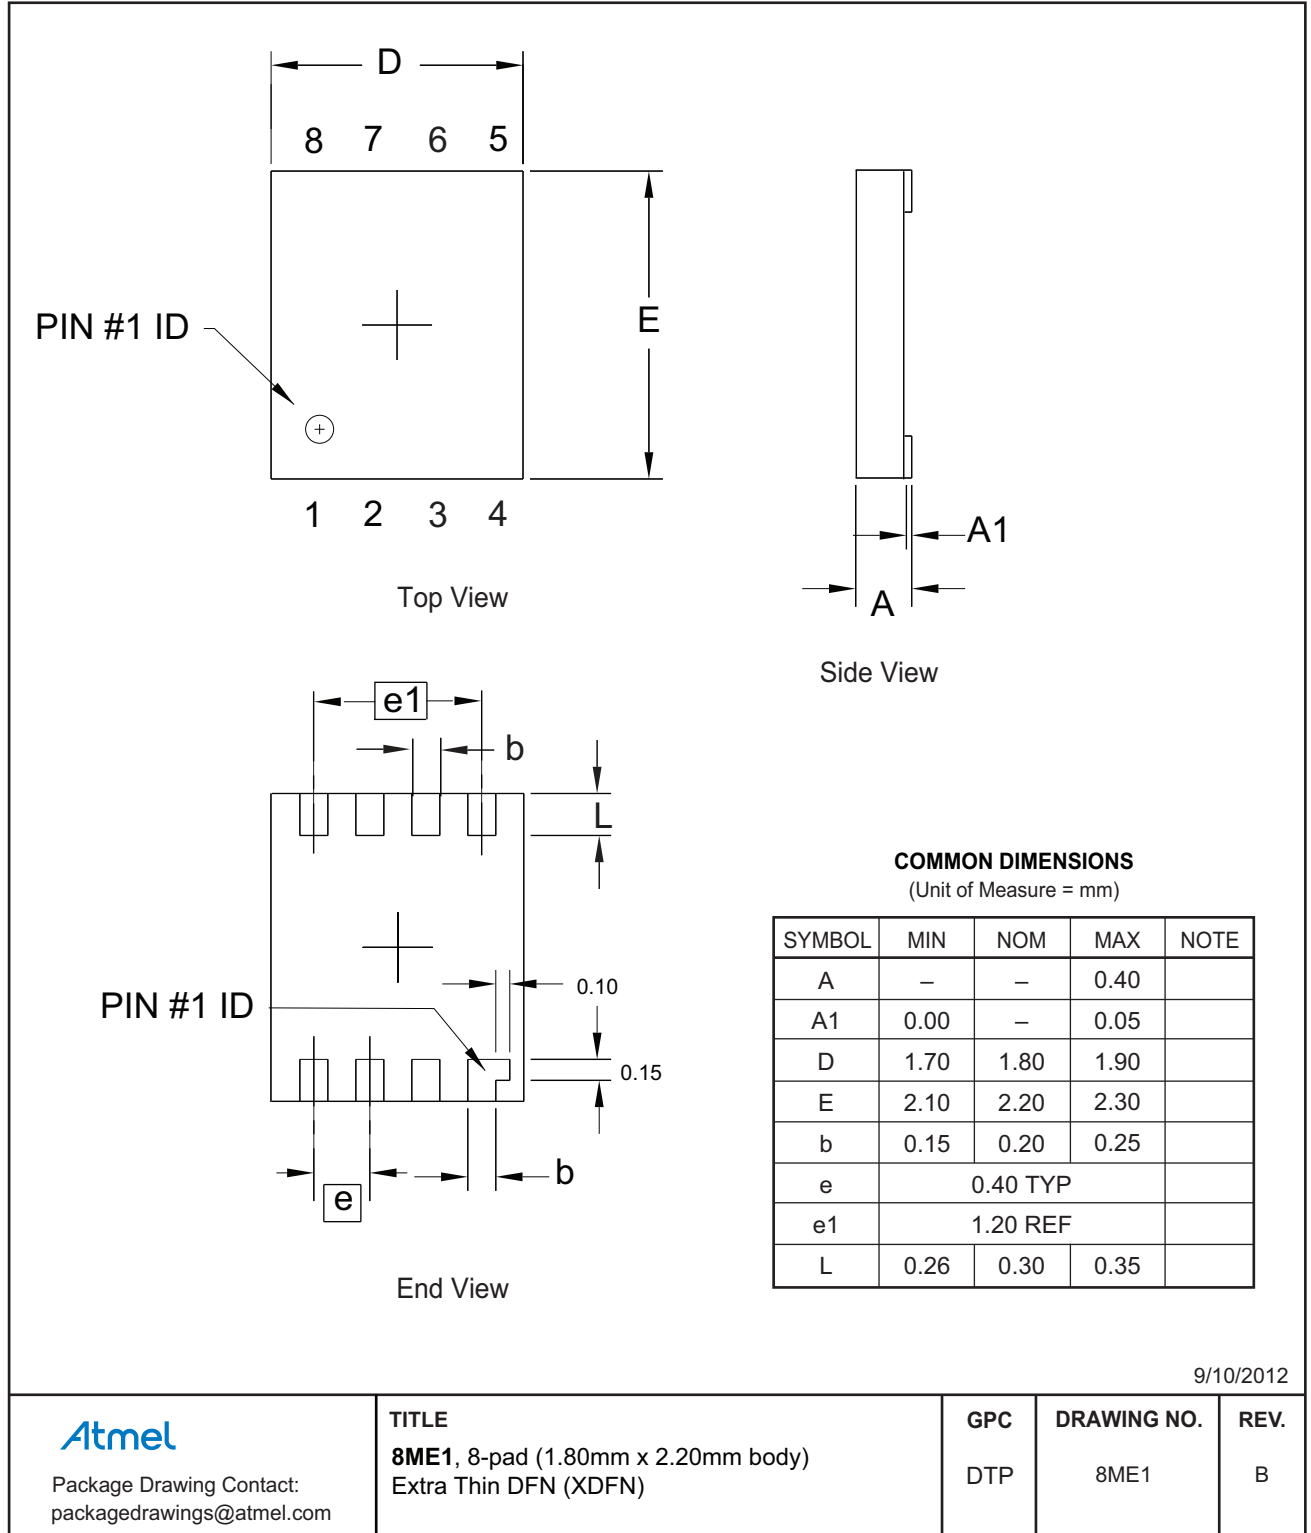 D
8 7 6 5
E
PIN #1 ID
1 2 3 4
Top View
A1
A
Side View
e1
b
L
0.10
PIN #1 ID
0.15
b
e
End View
COMMON DIMENSIONS
(Unit of Measure = mm)
SYMBOL MIN NOM MAX NOTE
A – – 0.40
A1 0.00 – 0.05
D 1.70 1.80 1.90
E 2.10 2.20 2.30
b 0.15 0.20 0.25
e 0.40 TYP
e1 1.20 REF
L 0.26 0.30 0.35
9/10/2012
Atmel
Package Drawing Contact:
packagedrawings@atmel.com
TITLE
8ME1, 8-pad (1.80mm x 2.20mm body)
Extra Thin DFN (XDFN)
GPC
DTP
DRAWING NO.
8ME1
REV.
B